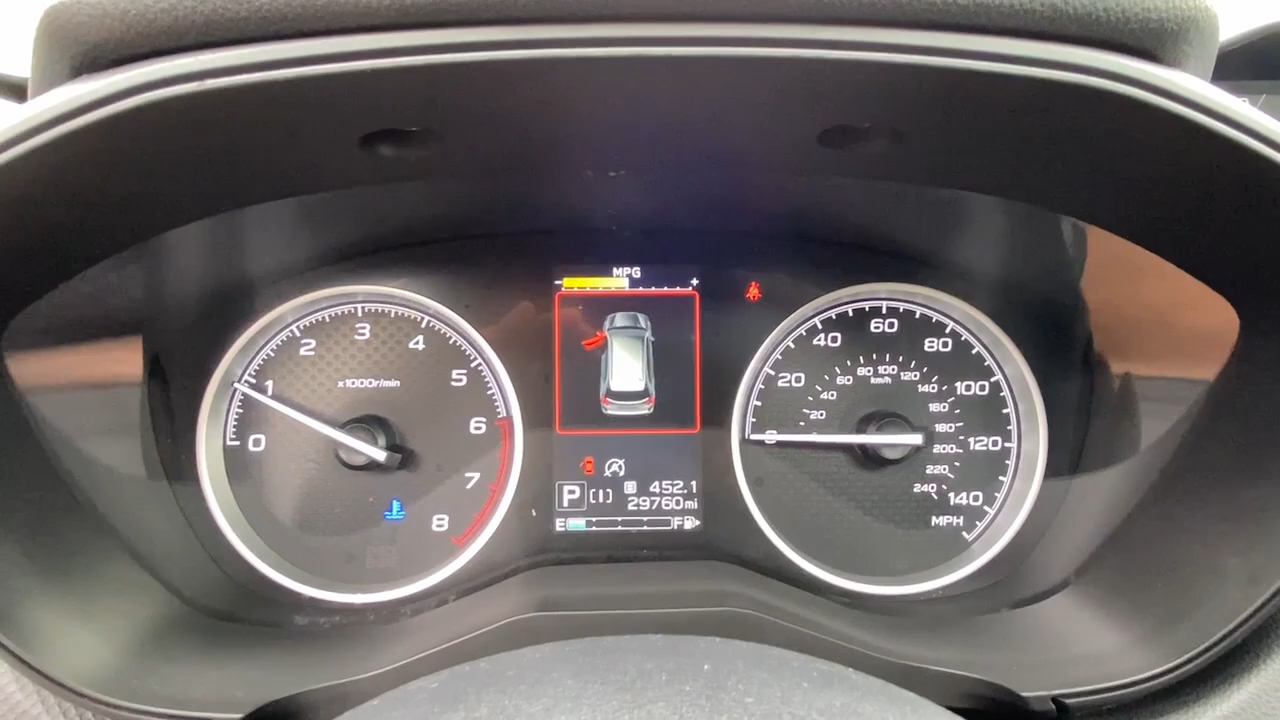 MPG
- +
0 1 2 3 4 5 6 7 8
x1000r/min
P [I] B 452.1
29760mi
E F
0 20 40 60 80 100 120 140
MPH
20 40 60 80 100 120 140 160 180 200 220 240
km/h